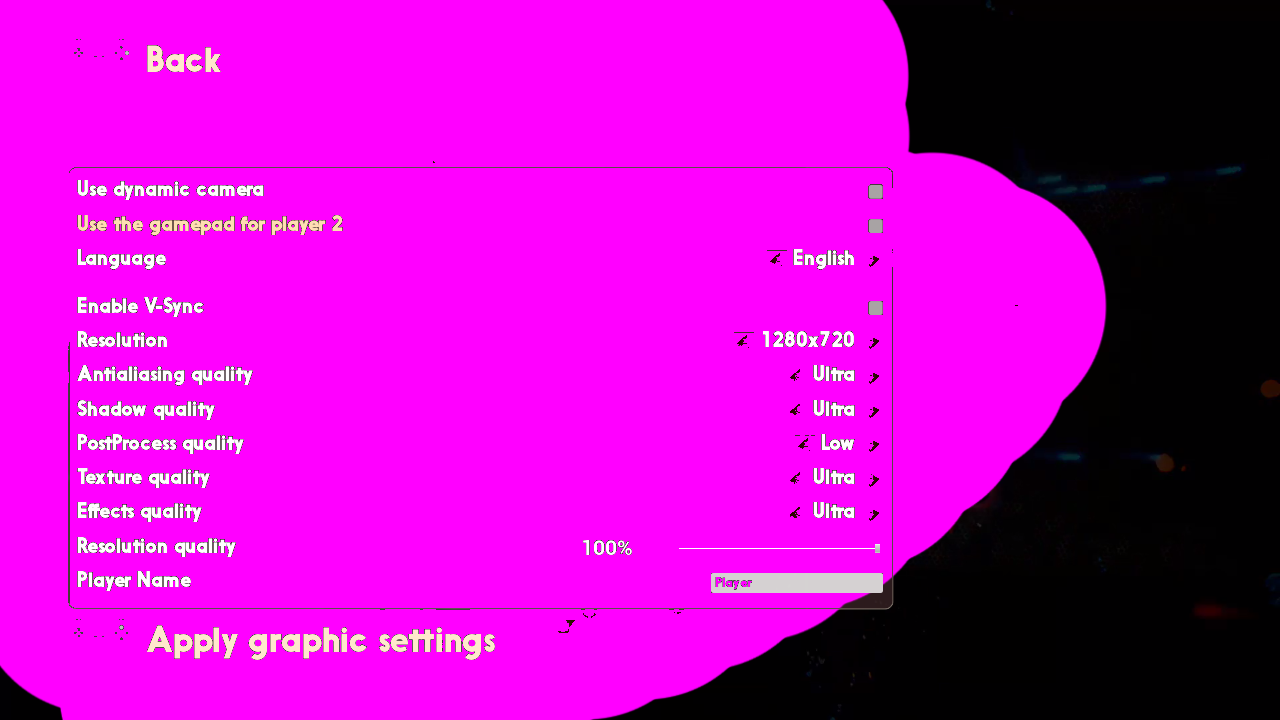 Back
Use dynamic camera
Use the gamepad for player 2
Language English
Enable V-Sync
Resolution 1280x720
Antialiasing quality Ultra
Shadow quality Ultra
PostProcess quality Low
Texture quality Ultra
Effects quality Ultra
Resolution quality 100%
Player Name Player
Apply graphic settings